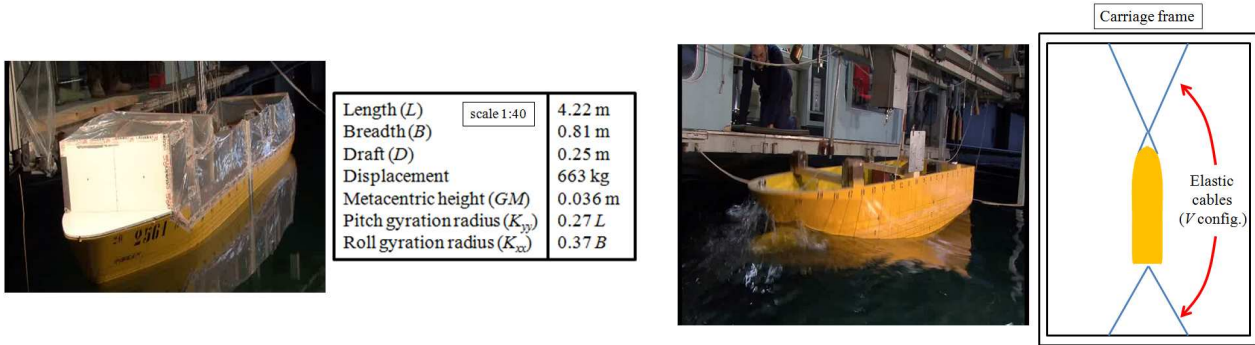 Length (L) 4.22 m
scale 1:40
Breadth (B) 0.81 m
Draft (D) 0.25 m
Displacement 663 kg
Metacentric height (GM) 0.036 m
Pitch gyration radius (Kyy) 0.27 L
Roll gyration radius (Kxx) 0.37 B
2561
Carriage frame
Elastic
cables
(V config.)